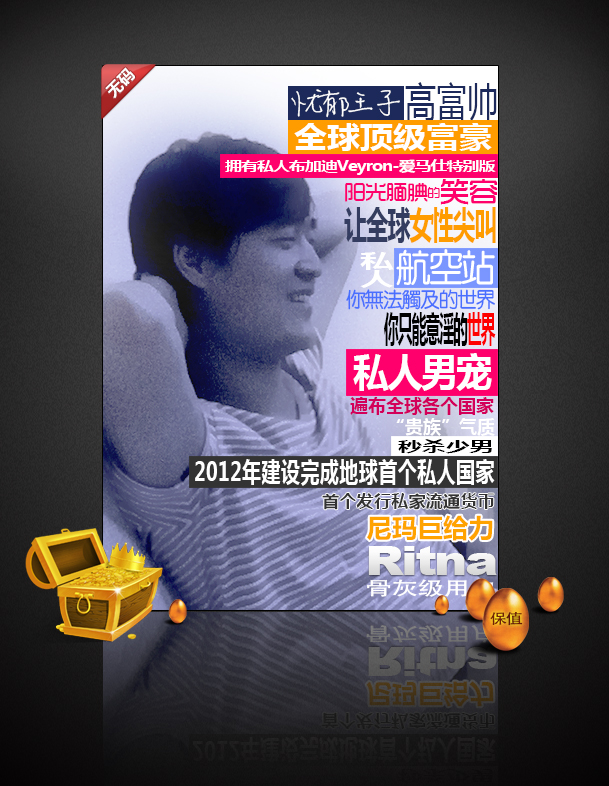 无码
忧郁王子高富帅
全球顶级富豪
拥有私人布加迪Veyron-爱马仕特别版
阳光腼腆的笑容
让全球女性尖叫
私人航空站
你無法觸及的世界
你只能意淫的世界
私人男宠
遍布全球各个国家
“贵族”气质
秒杀少男
2012年建设完成地球首个私人国家
首个发行私家流通货币
尼玛巨给力
Ritna
骨灰级用
保值